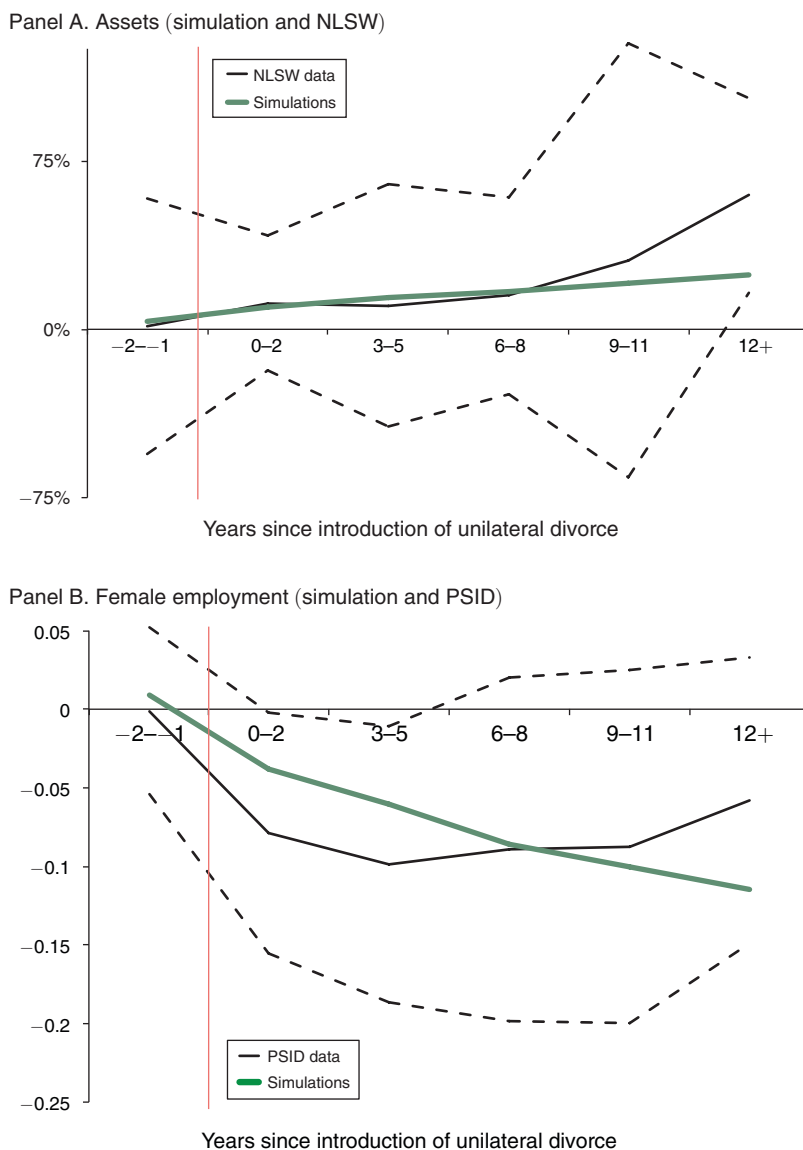 Panel A. Assets (simulation and NLSW)
NLSW data
Simulations
75%
0%
−75%
−2–−1 0–2 3–5 6–8 9–11 12+
Years since introduction of unilateral divorce
Panel B. Female employment (simulation and PSID)
0.05
0
−2–−1 0–2 3–5 6–8 9–11 12+
−0.05
−0.1
−0.15
−0.2
−0.25
PSID data
Simulations
Years since introduction of unilateral divorce